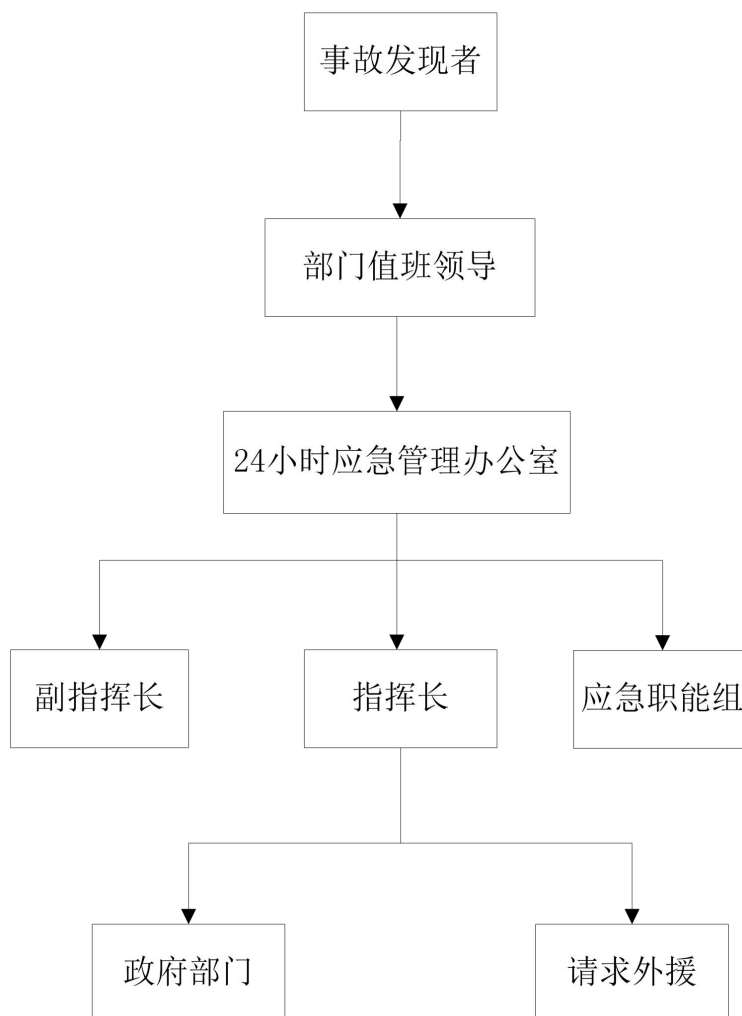 事故发现者
部门值班领导
24小时应急管理办公室
副指挥长
指挥长
应急职能组
政府部门
请求外援